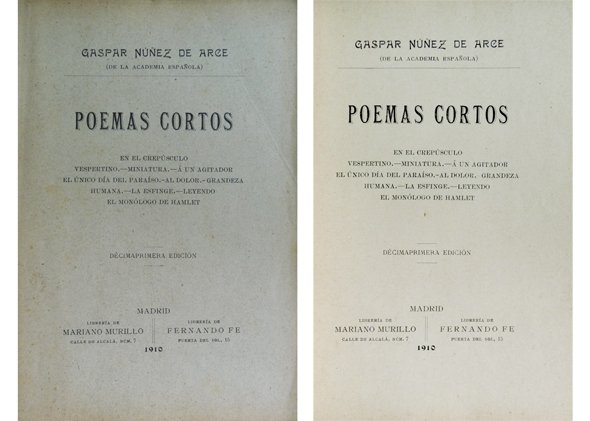 GASPAR NÚÑEZ DE ARCE
(DE LA ACADEMIA ESPAÑOLA)
POEMAS CORTOS
EN EL CREPÚSCULO
VESPERTINO.—MINIATURA.—Á UN AGITADOR
EL ÚNICO DÍA DEL PARAÍSO.—AL DOLOR.—GRANDEZA
HUMANA.—LA ESFINGE.—LEYENDO
EL MONÓLOGO DE HAMLET
DÉCIMAPRIMERA EDICIÓN
MADRID
LIBRERÍA DE
MARIANO MURILLO
CALLE DE ALCALÁ, NÚM. 7
LIBRERÍA DE
FERNANDO FE
PUERTA DEL SOL, 15
1910
GASPAR NÚÑEZ DE ARCE
(DE LA ACADEMIA ESPAÑOLA)
POEMAS CORTOS
EN EL CREPÚSCULO
VESPERTINO.—MINIATURA.—Á UN AGITADOR
EL ÚNICO DÍA DEL PARAÍSO.—AL DOLOR. GRANDEZA
HUMANA.—LA ESFINGE.—LEYENDO
EL MONÓLOGO DE HAMLET
DÉCIMAPRIMERA EDICIÓN
MADRID
LIBRERÍA DE
MARIANO MURILLO
CALLE DE ALCALÁ, NÚM. 7
LIBRERÍA DE
FERNANDO FE
PUERTA DEL SOL, 15
1910